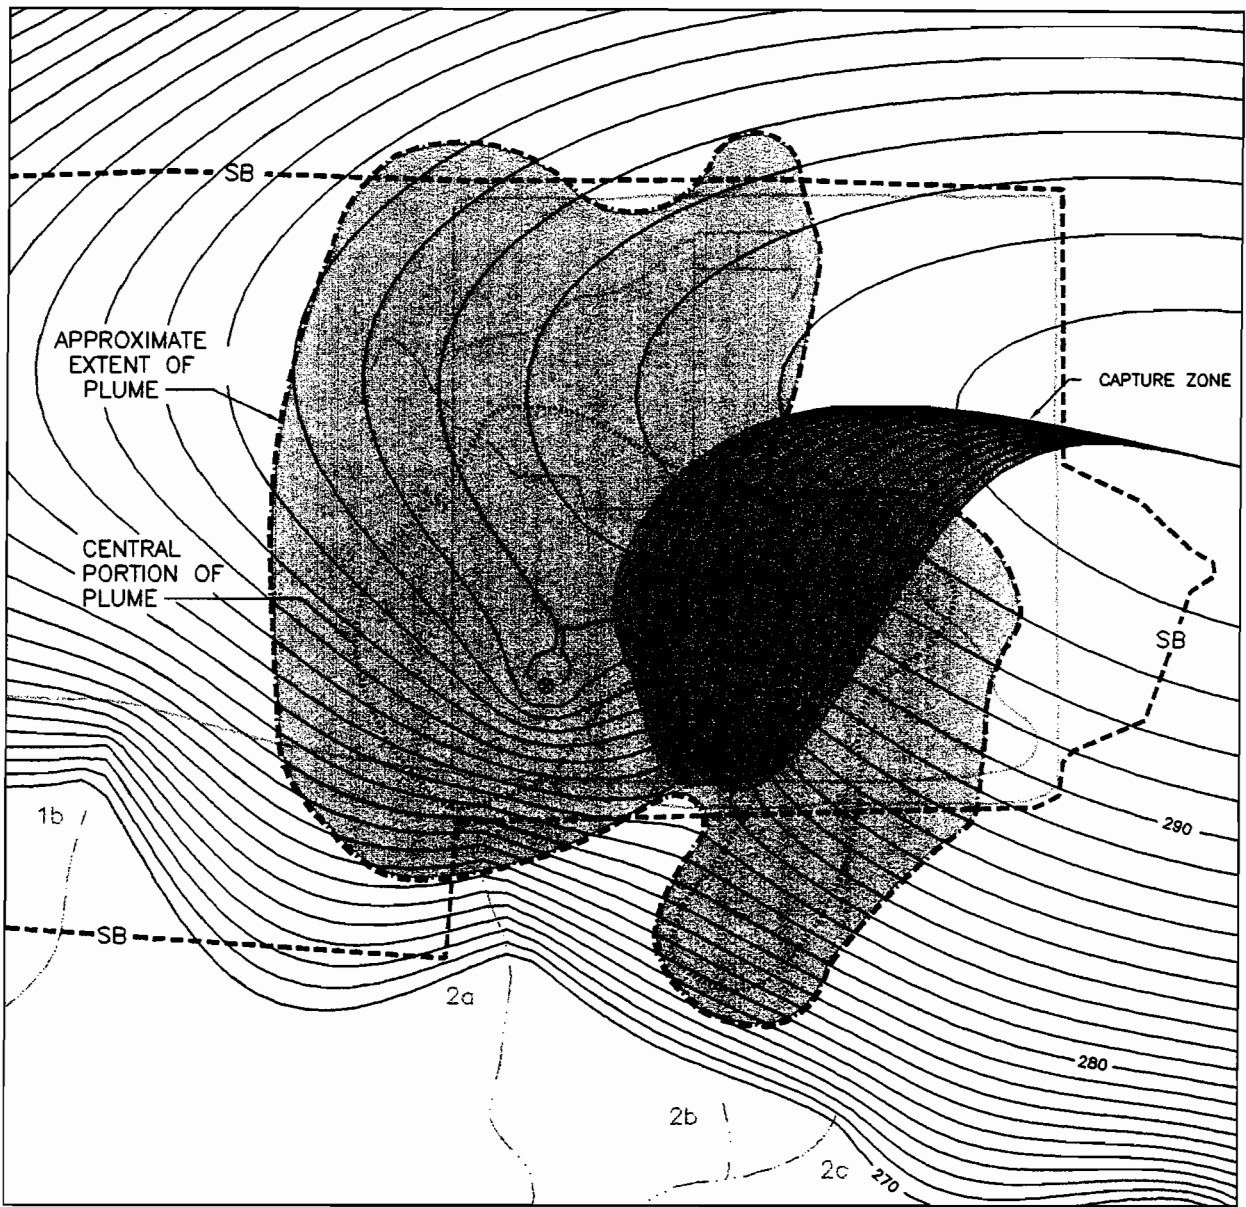 SB
APPROXIMATE
EXTENT OF
PLUME
CAPTURE ZONE
CENTRAL
PORTION OF
PLUME
SB
1b
290
SB
2a
280
2b
2c
270